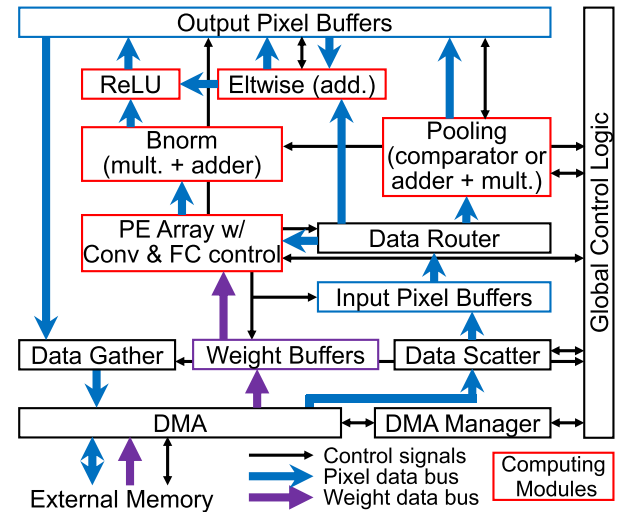 Output Pixel Buffers
ReLU
Eltwise (add.)
Bnorm
(mult. + adder)
Pooling
(comparator or
adder + mult.)
PE Array w/
Conv & FC control
Data Router
Input Pixel Buffers
Global Control Logic
Data Gather
Weight Buffers
Data Scatter
DMA
DMA Manager
External Memory
Control signals
Pixel data bus
Weight data bus
Computing
Modules